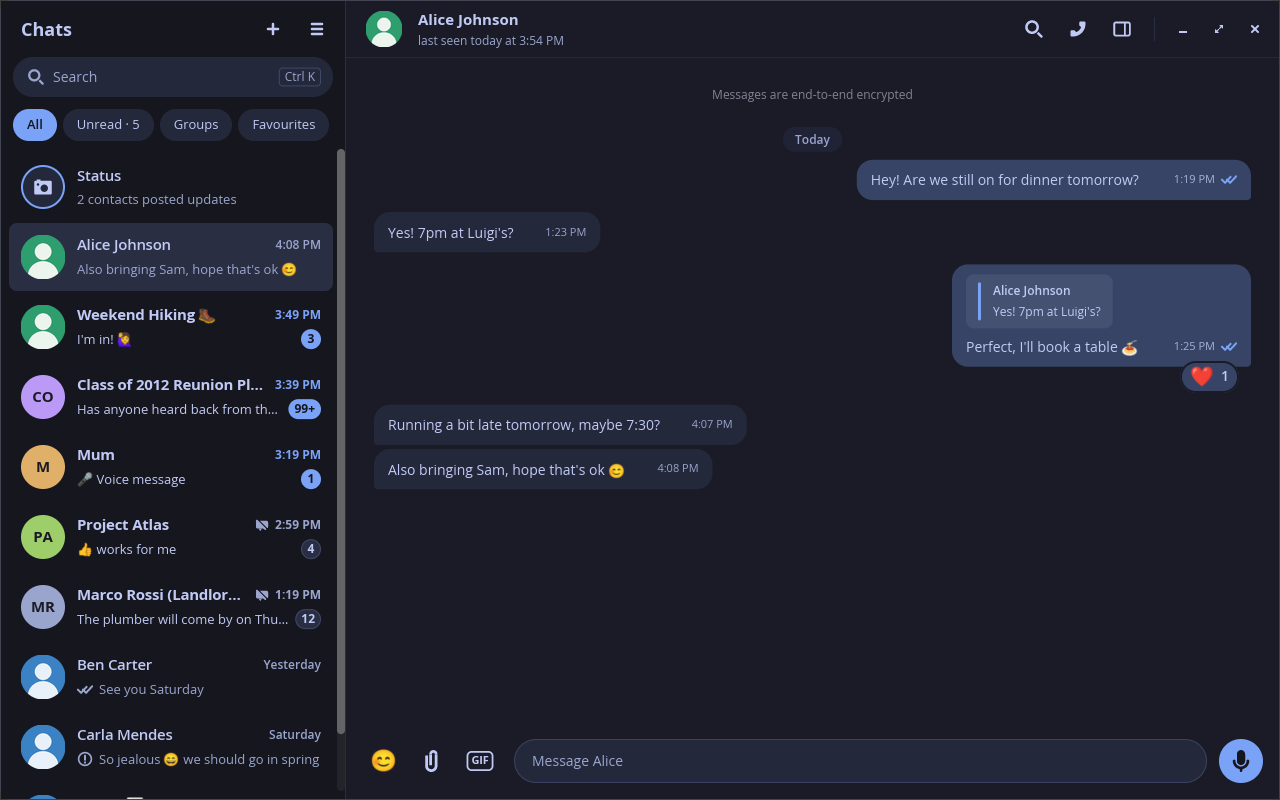 Chats
Search
Ctrl K
All
Unread · 5
Groups
Favourites
Status
2 contacts posted updates
Alice Johnson
4:08 PM
Also bringing Sam, hope that's ok 😊
Weekend Hiking 🥾
3:49 PM
I'm in! 🙋‍♀️
3
Class of 2012 Reunion Pl…
3:39 PM
Has anyone heard back from th…
99+
Mum
3:19 PM
🎤 Voice message
1
Project Atlas
2:59 PM
👍 works for me
4
Marco Rossi (Landlor…
1:19 PM
The plumber will come by on Thu…
12
Ben Carter
Yesterday
See you Saturday
Carla Mendes
Saturday
So jealous 😄 we should go in spring
CO
M
PA
MR
Alice Johnson
last seen today at 3:54 PM
Messages are end-to-end encrypted
Today
Hey! Are we still on for dinner tomorrow?
1:19 PM
Yes! 7pm at Luigi's?
1:23 PM
Alice Johnson
Yes! 7pm at Luigi's?
Perfect, I'll book a table 🍝
1:25 PM
❤️ 1
Running a bit late tomorrow, maybe 7:30?
4:07 PM
Also bringing Sam, hope that's ok 😊
4:08 PM
GIF
Message Alice